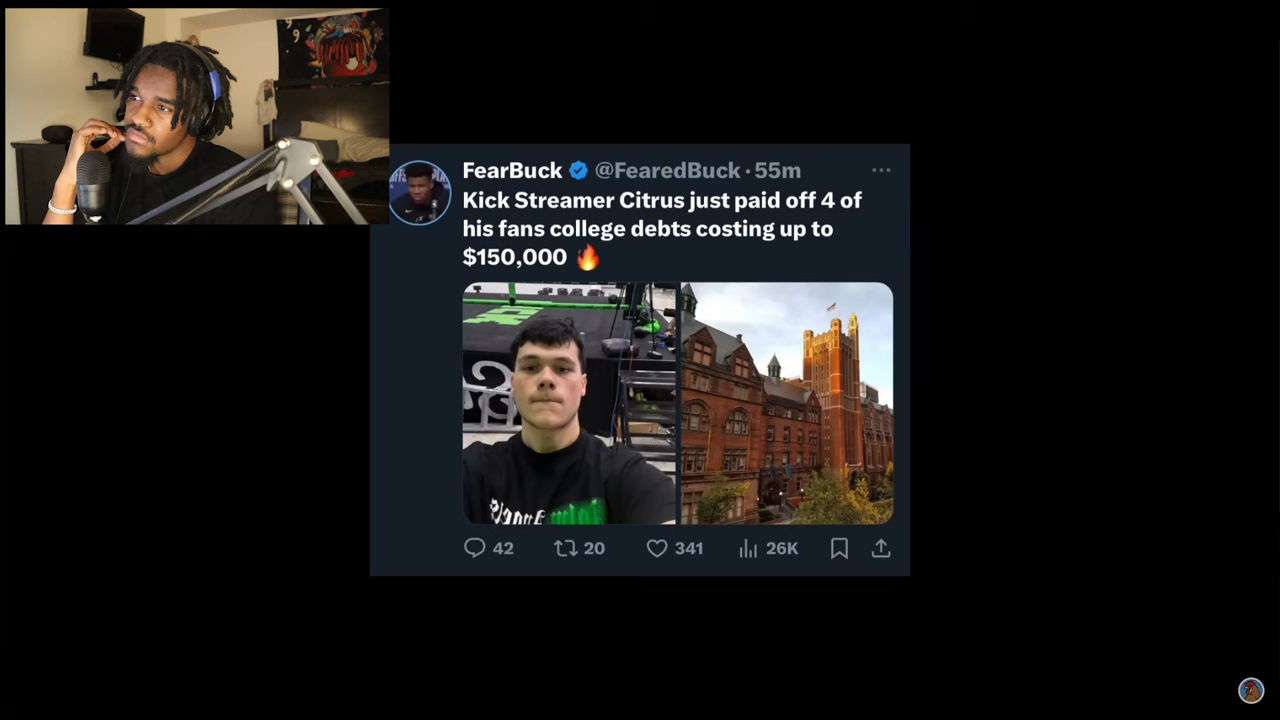 FearBuck @FearedBuck · 55m
Kick Streamer Citrus just paid off 4 of
his fans college debts costing up to
$150,000 🔥
42 20 341 26K